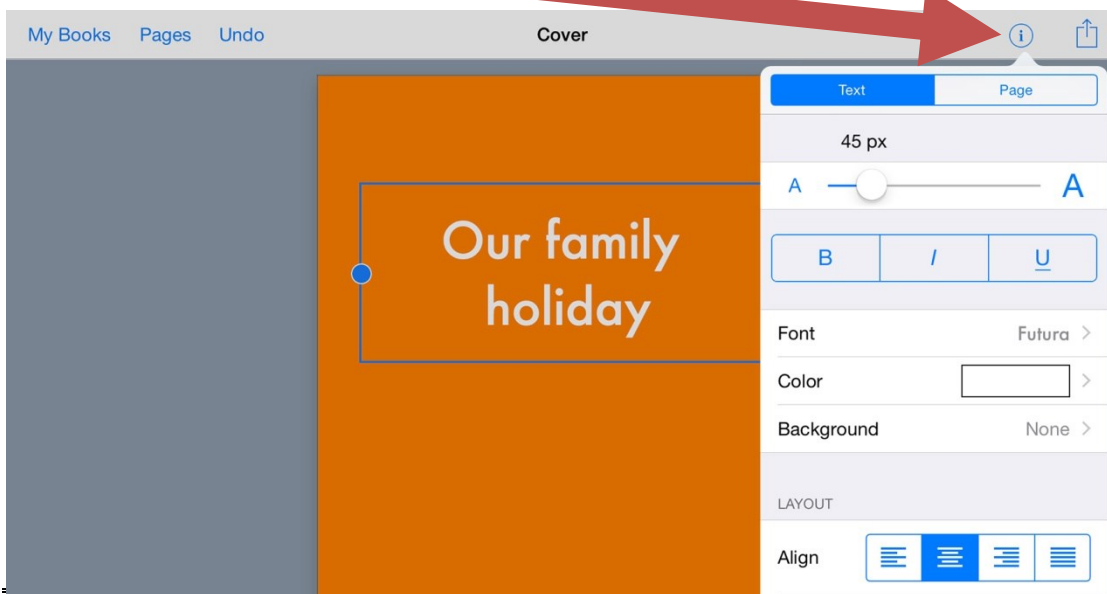 My Books Pages Undo Cover
Text Page
45 px
A A
Our family
holiday
B I U
Font Futura
Color
Background None
LAYOUT
Align